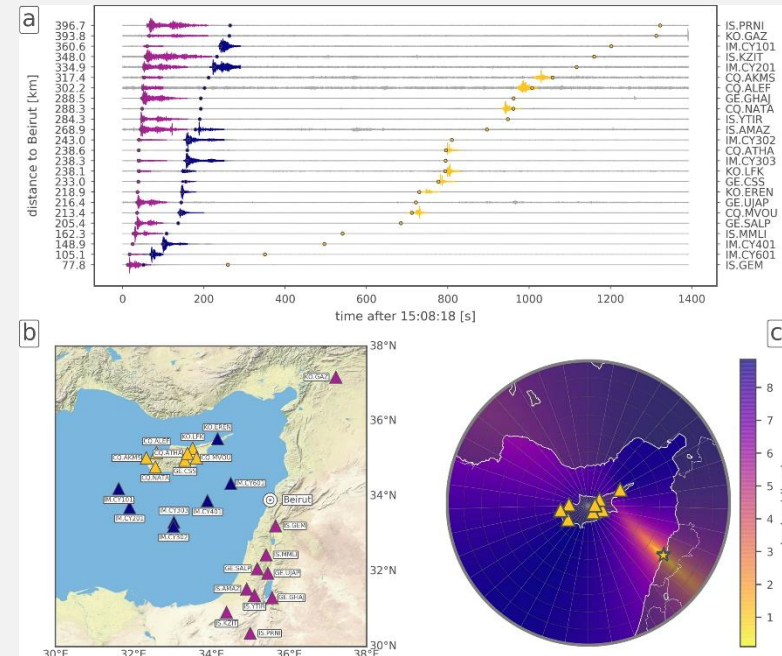 a
distance to Beirut [km]
396.7 IS.PRNI
393.8 KO.GAZ
360.6 IM.CY101
348.0 IS.KZIT
334.9 IM.CY201
317.4 CQ.AKMS
302.2 CQ.ALEF
288.5 GE.GHAJ
288.3 CQ.NATA
284.3 IS.YTIR
268.9 IS.AMAZ
243.0 IM.CY302
238.6 CQ.ATHA
238.3 IM.CY303
238.1 KO.LFK
233.0 GE.CSS
218.9 KO.EREN
216.4 GE.UJAP
213.4 CQ.MVOU
205.4 GE.SALP
162.3 IS.MMLI
148.9 IM.CY401
105.1 IM.CY601
77.8 IS.GEM
0 200 400 600 800 1000 1200 1400
time after 15:08:18 [s]
b
38°N
36°N
34°N
32°N
30°N
30°E 32°E 34°E 36°E 38°E
KO.GAZ
KO.EREN
KO.LFK
CQ.ALEF
CQ.ATHA
CQ.AKMS
CQ.MVOU
GE.CSS
CQ.NATA
IM.CY601
IM.CY101
Beirut
IM.CY401
IM.CY201
IM.CY303
IM.CY302
IS.GEM
IS.MMLI
GE.SALP
GE.UJAP
IS.AMAZ
IS.YTIR
GE.GHAJ
IS.KZIT
IS.PRNI
c
8
7
6
5
4
3
2
1